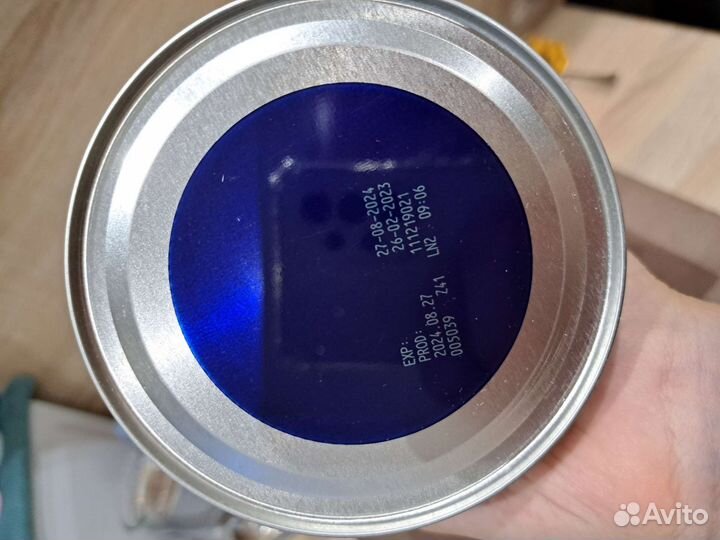 EXP: 27-08-2024
PROD: 26-02-2023
2024.08.27 111219021
005039 Z41 LN2 09:06
Avito